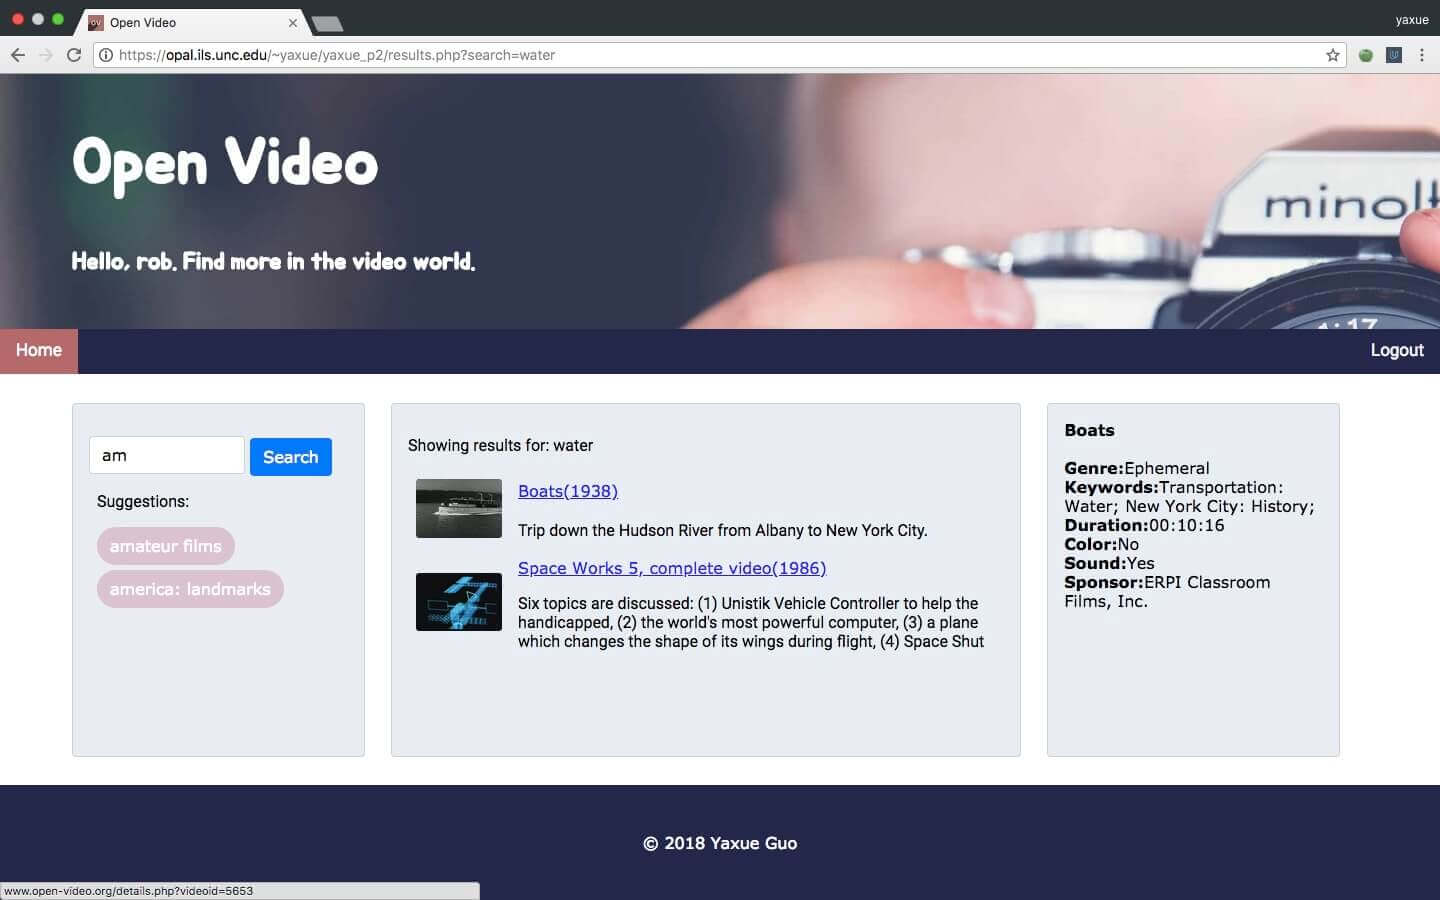 yaxue
OV
Open Video
https://opal.ils.unc.edu/~yaxue/yaxue_p2/results.php?search=water
Open Video
Hello, rob. Find more in the video world.
minolt
1:17
Home
Logout
am
Search
Suggestions:
amateur films
america: landmarks
Showing results for: water
Boats(1938)
Trip down the Hudson River from Albany to New York City.
Space Works 5, complete video(1986)
Six topics are discussed: (1) Unistik Vehicle Controller to help the
handicapped, (2) the world's most powerful computer, (3) a plane
which changes the shape of its wings during flight, (4) Space Shut
Boats
Genre:Ephemeral
Keywords:Transportation:
Water; New York City: History;
Duration:00:10:16
Color:No
Sound:Yes
Sponsor:ERPI Classroom
Films, Inc.
© 2018 Yaxue Guo
www.open-video.org/details.php?videoid=5653